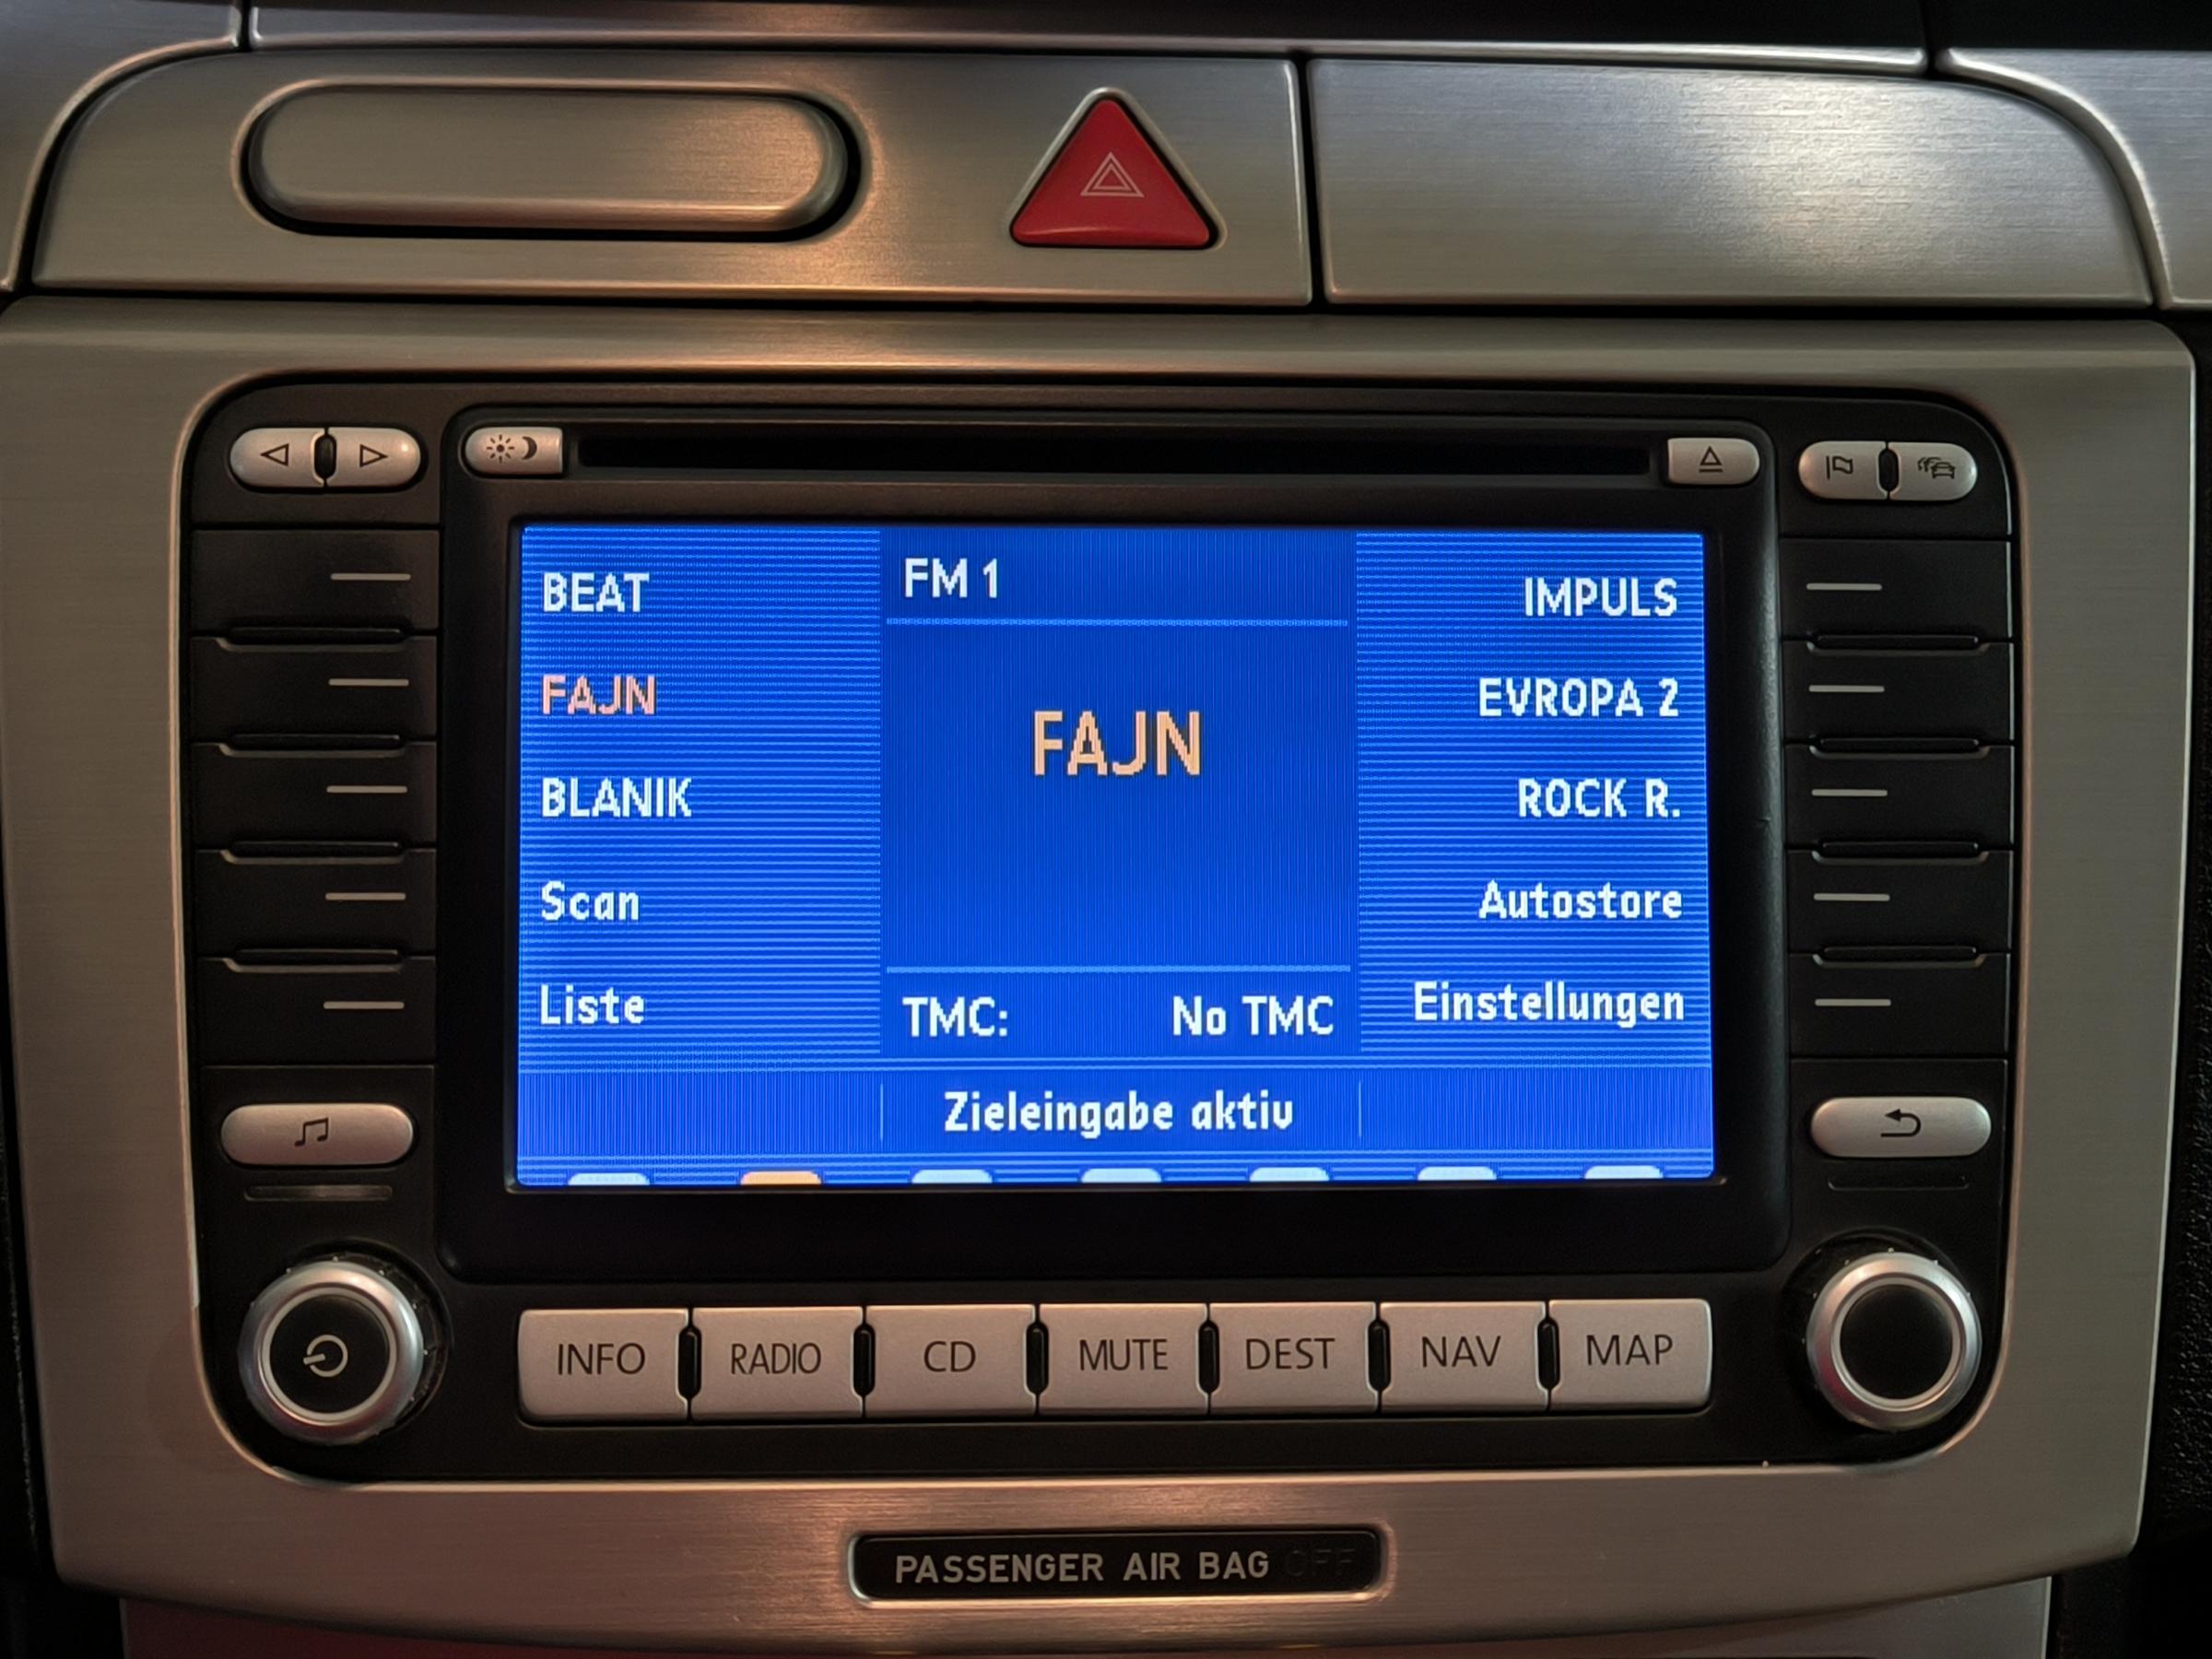 BEAT
FAJN
BLANIK
Scan
Liste
FM 1
FAJN
TMC: No TMC
IMPULS
EVROPA 2
ROCK R.
Autostore
Einstellungen
Zieleingabe aktiv
INFO RADIO CD MUTE DEST NAV MAP
PASSENGER AIR BAG OFF